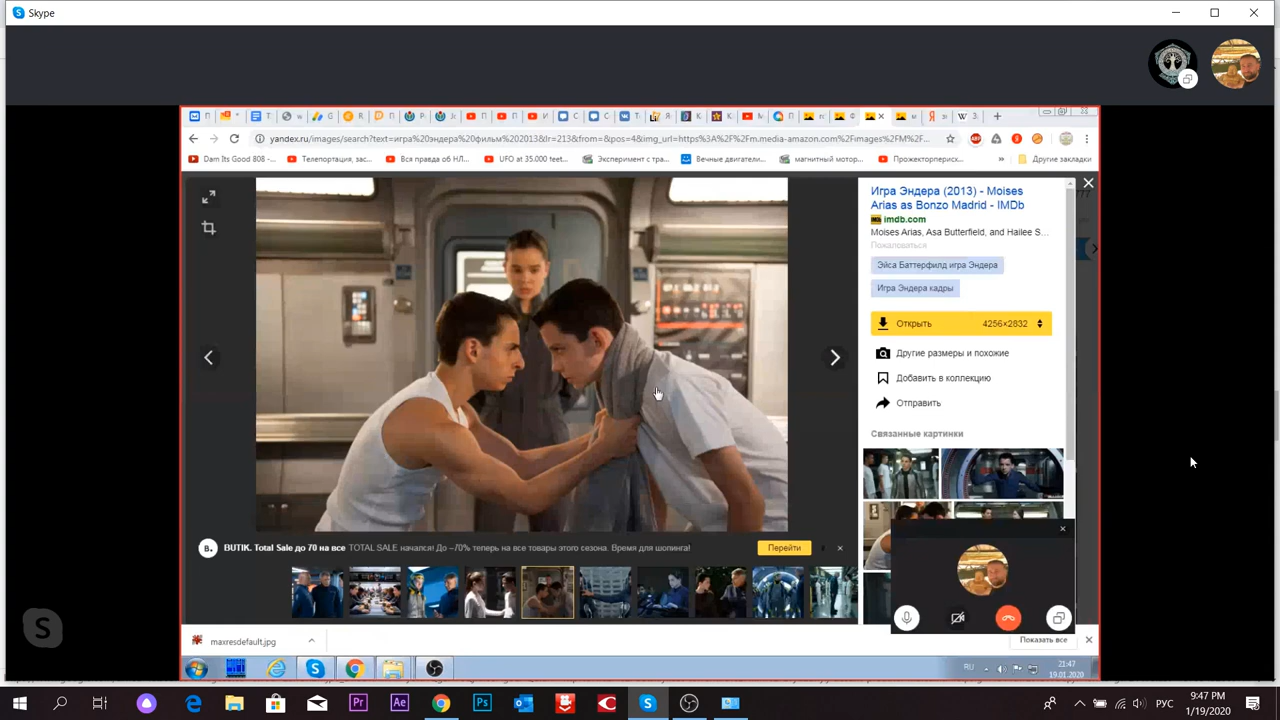 Skype
yandex.ru/images/search?text=игра%20эндера%20фильм%202013&lr=213&from=&pos=4&img_url=https%3A%2F%2Fm.media-amazon.com%2Fimages%2FM%2F...
Dam Its Good 808 -...
Телепортация, зас...
Вся правда об НЛ...
UFO at 35.000 feet...
Эксперимент с тра...
Вечные двигатели...
магнитный мотор...
Прожекторперисх...
»
Другие закладки
Игра Эндера (2013) - Moises
Arias as Bonzo Madrid - IMDb
imdb.com
Moises Arias, Asa Butterfield, and Hailee S...
Пожаловаться
Эйса Баттерфилд игра Эндера
Игра Эндера кадры
Открыть 4256×2832
Другие размеры и похожие
Добавить в коллекцию
Отправить
Связанные картинки
B. BUTIK. Total Sale до 70 на все TOTAL SALE начался! До –70% теперь на все товары этого сезона. Время для шопинга!
Перейти
S
maxresdefault.jpg
Показать все
RU
21:47
19.01.2020
Pr
Ae
Ps
РУС
9:47 PM
1/19/2020